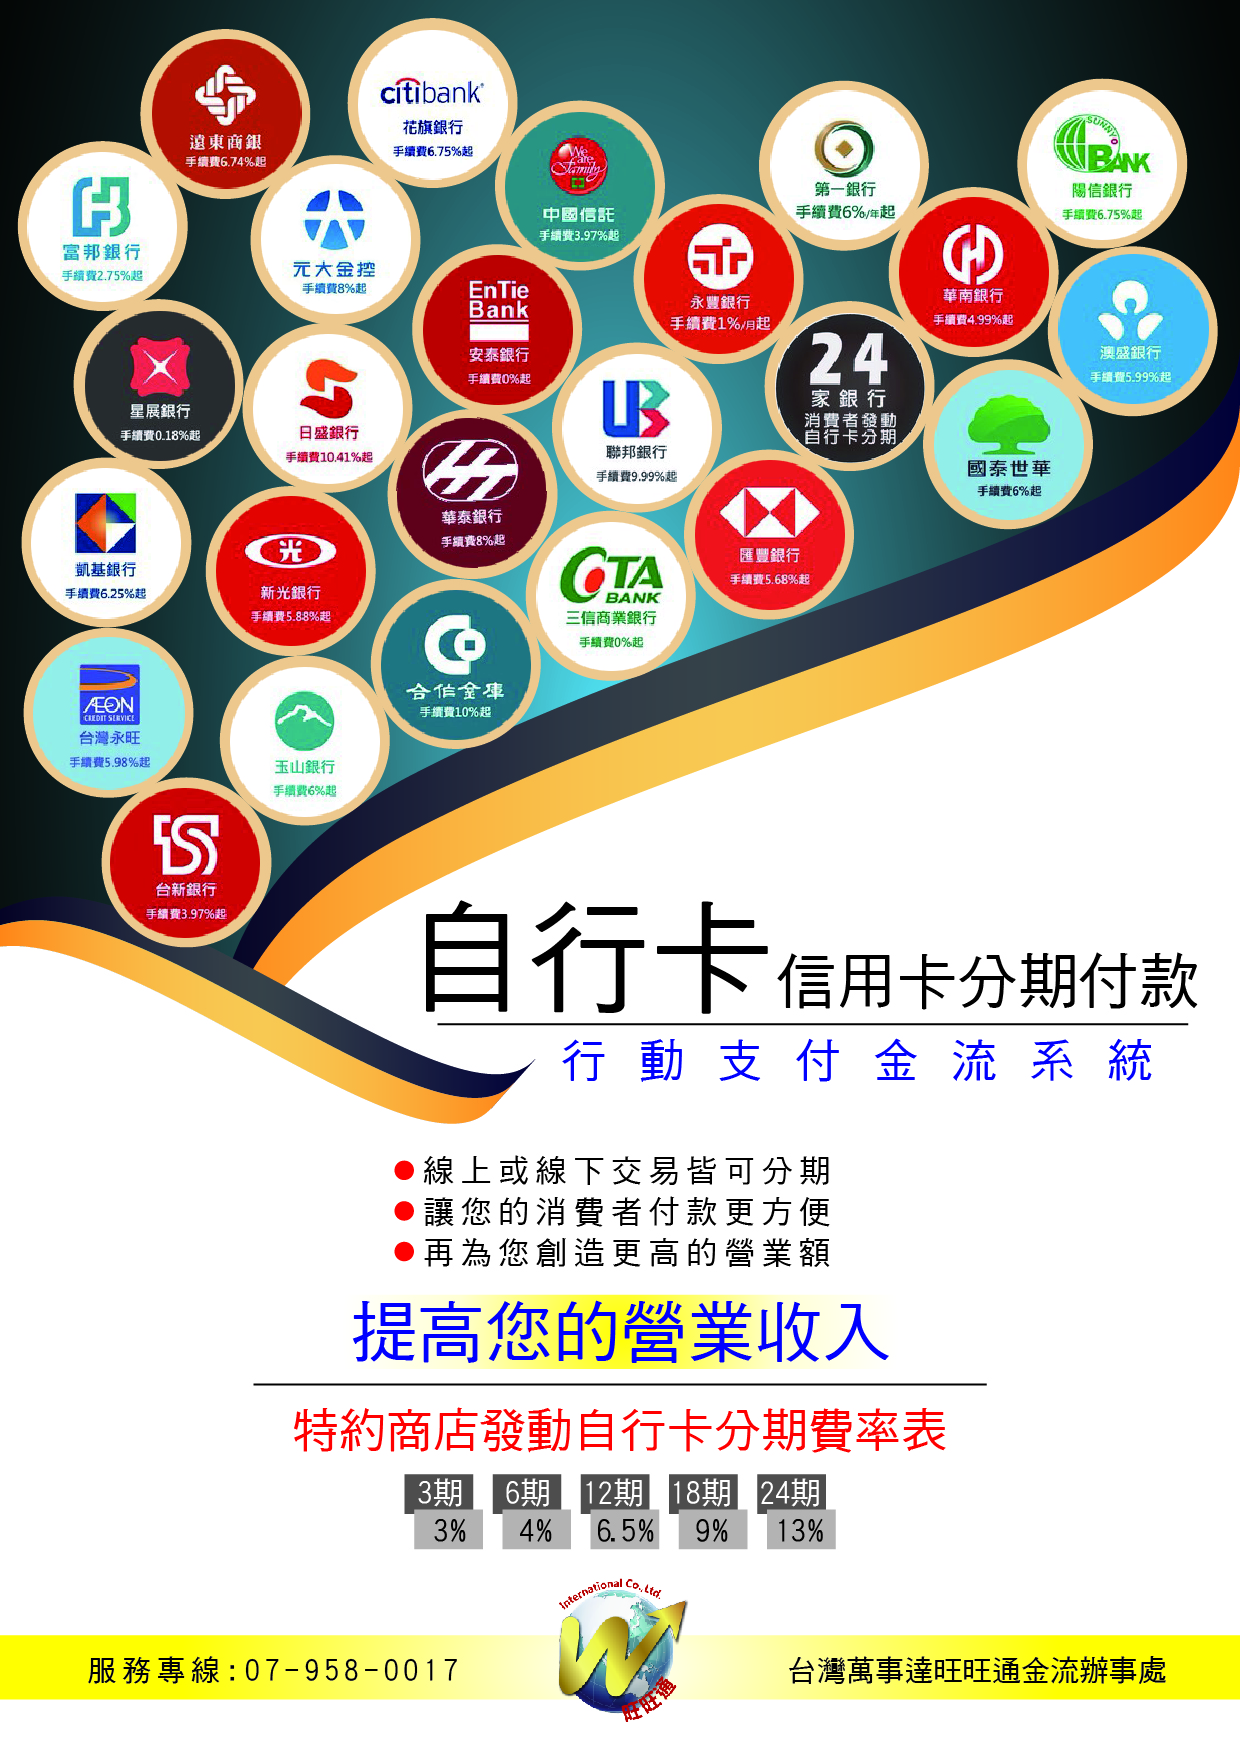 遠東商銀
手續費6.74%起
citibank
花旗銀行
手續費6.75%起
We are Family
中國信託
手續費3.97%起
第一銀行
手續費6%/年起
SUNNY
BANK
陽信銀行
手續費6.75%起
富邦銀行
手續費2.75%起
元大金控
手續費8%起
永豐銀行
手續費1%/月起
華南銀行
手續費4.99%起
EnTie
Bank
安泰銀行
手續費0%起
澳盛銀行
手續費5.99%起
星展銀行
手續費0.18%起
日盛銀行
手續費10.41%起
聯邦銀行
手續費9.99%起
24
家銀行
消費者發動
自行卡分期
國泰世華
手續費6%起
華泰銀行
手續費8%起
匯豐銀行
手續費5.68%起
凱基銀行
手續費6.25%起
新光銀行
手續費5.88%起
COTA
BANK
三信商業銀行
手續費0%起
合作金庫
手續費10%起
ÆON
CREDIT SERVICE
台灣永旺
手續費5.98%起
玉山銀行
手續費6%起
台新銀行
手續費3.97%起
自行卡 信用卡分期付款
行動支付金流系統
●線上或線下交易皆可分期
●讓您的消費者付款更方便
●再為您創造更高的營業額
提高您的營業收入
特約商店發動自行卡分期費率表
3期 6期 12期 18期 24期
3% 4% 6.5% 9% 13%
International Co., Ltd.
W
旺旺通
服務專線:07-958-0017
台灣萬事達旺旺通金流辦事處